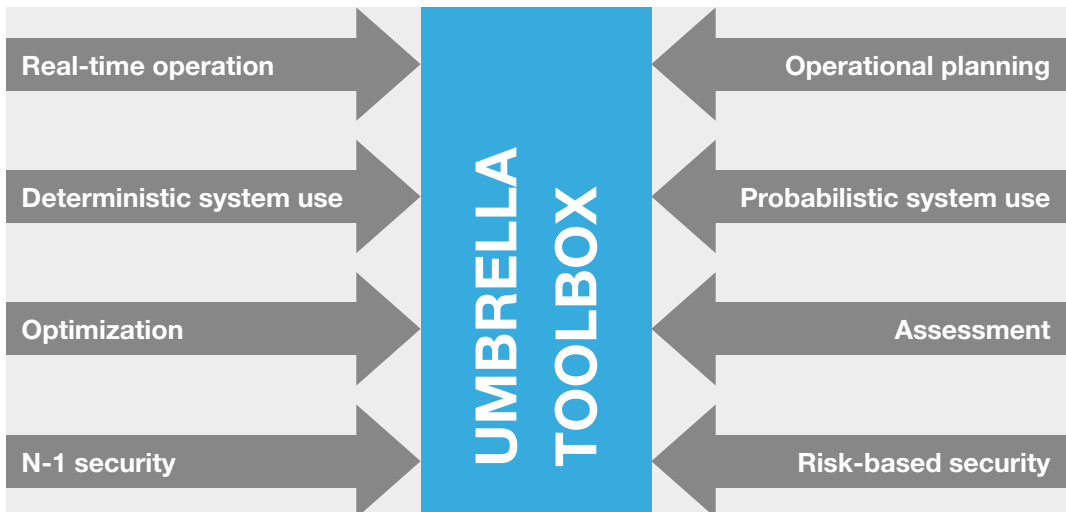 Real-time operation
Operational planning
Deterministic system use
Probabilistic system use
Optimization
Assessment
N-1 security
Risk-based security
UMBRELLA
TOOLBOX